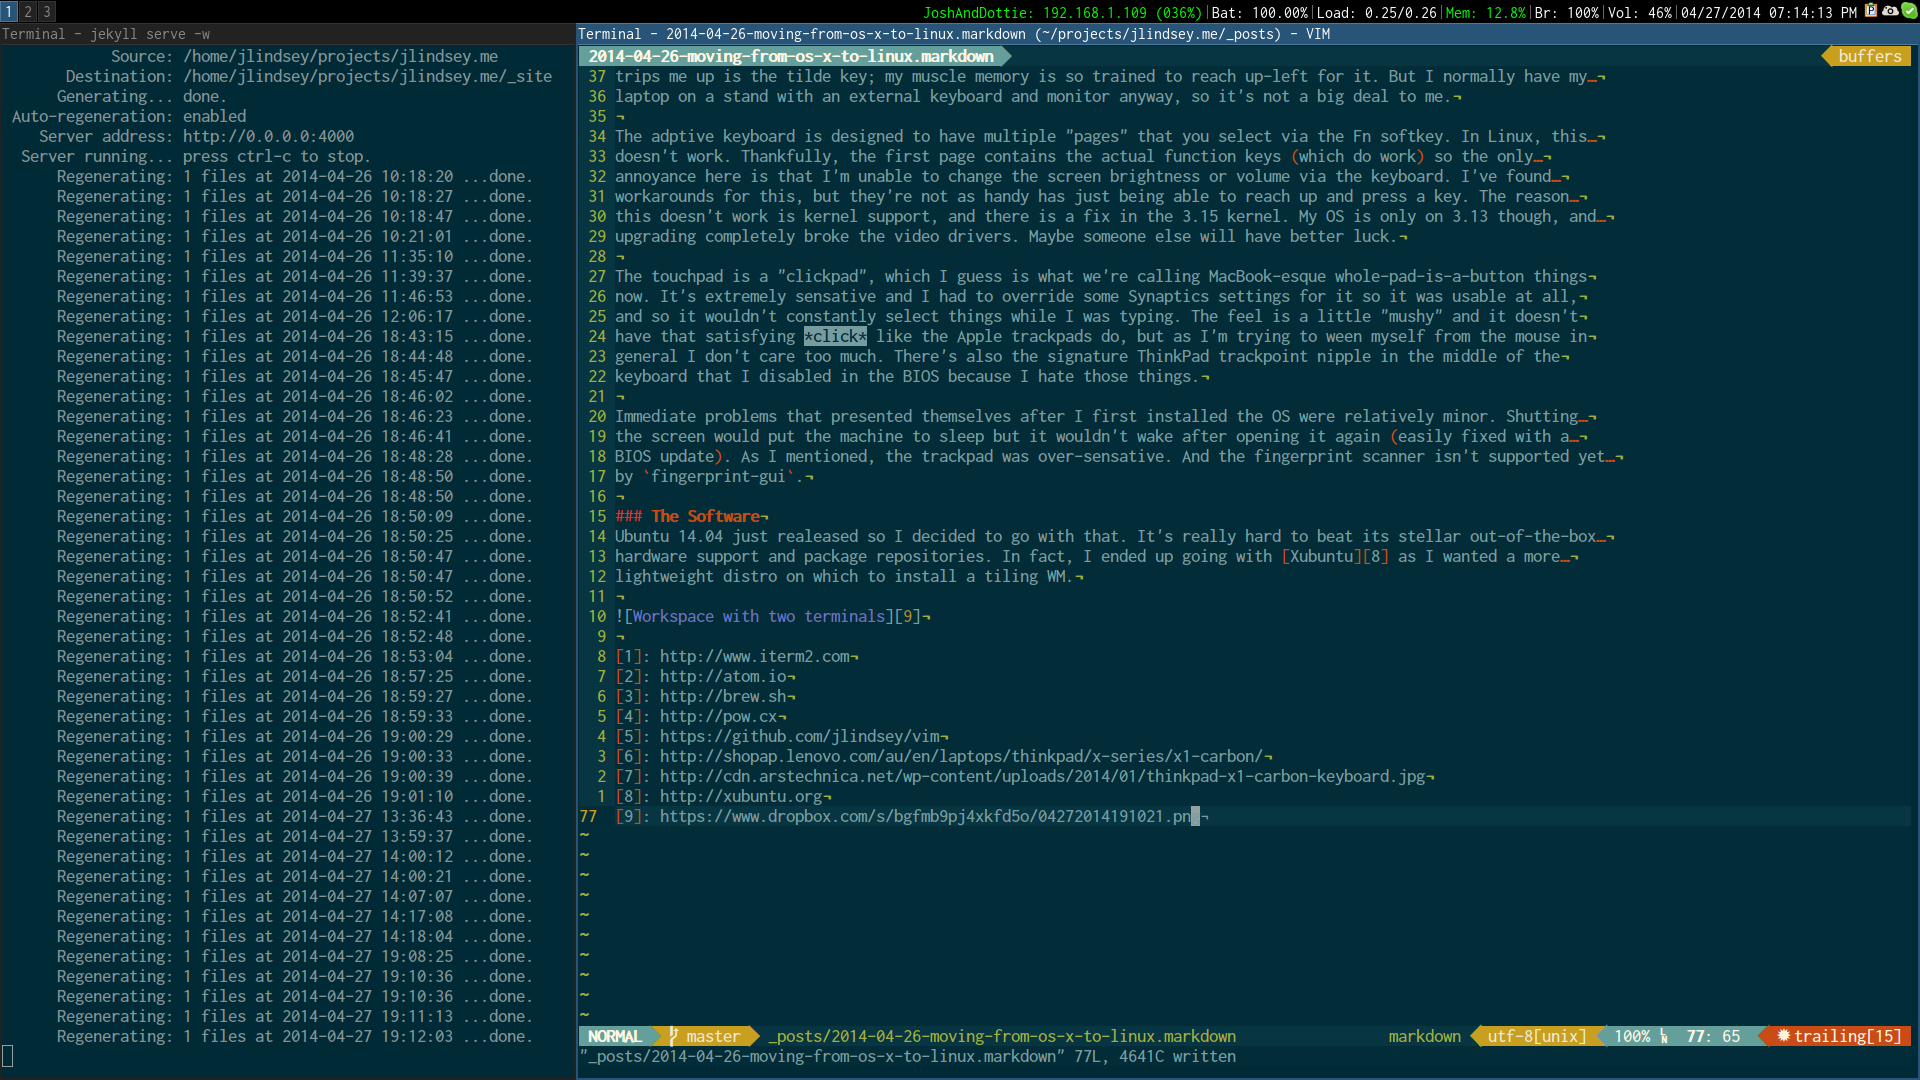 1 2 3
JoshAndDottie: 192.168.1.109 (036%)|Bat: 100.00%|Load: 0.25/0.26|Mem: 12.8%|Br: 100%|Vol: 46%|04/27/2014 07:14:13 PM
Terminal - jekyll serve -w
Source: /home/jlindsey/projects/jlindsey.me
Destination: /home/jlindsey/projects/jlindsey.me/_site
Generating... done.
Auto-regeneration: enabled
Server address: http://0.0.0.0:4000
Server running... press ctrl-c to stop.
Regenerating: 1 files at 2014-04-26 10:18:20 ...done.
Regenerating: 1 files at 2014-04-26 10:18:27 ...done.
Regenerating: 1 files at 2014-04-26 10:18:47 ...done.
Regenerating: 1 files at 2014-04-26 10:21:01 ...done.
Regenerating: 1 files at 2014-04-26 11:35:10 ...done.
Regenerating: 1 files at 2014-04-26 11:39:37 ...done.
Regenerating: 1 files at 2014-04-26 11:46:53 ...done.
Regenerating: 1 files at 2014-04-26 12:06:17 ...done.
Regenerating: 1 files at 2014-04-26 18:43:15 ...done.
Regenerating: 1 files at 2014-04-26 18:44:48 ...done.
Regenerating: 1 files at 2014-04-26 18:45:47 ...done.
Regenerating: 1 files at 2014-04-26 18:46:02 ...done.
Regenerating: 1 files at 2014-04-26 18:46:23 ...done.
Regenerating: 1 files at 2014-04-26 18:46:41 ...done.
Regenerating: 1 files at 2014-04-26 18:48:28 ...done.
Regenerating: 1 files at 2014-04-26 18:48:50 ...done.
Regenerating: 1 files at 2014-04-26 18:48:50 ...done.
Regenerating: 1 files at 2014-04-26 18:50:09 ...done.
Regenerating: 1 files at 2014-04-26 18:50:25 ...done.
Regenerating: 1 files at 2014-04-26 18:50:47 ...done.
Regenerating: 1 files at 2014-04-26 18:50:47 ...done.
Regenerating: 1 files at 2014-04-26 18:50:52 ...done.
Regenerating: 1 files at 2014-04-26 18:52:41 ...done.
Regenerating: 1 files at 2014-04-26 18:52:48 ...done.
Regenerating: 1 files at 2014-04-26 18:53:04 ...done.
Regenerating: 1 files at 2014-04-26 18:57:25 ...done.
Regenerating: 1 files at 2014-04-26 18:59:27 ...done.
Regenerating: 1 files at 2014-04-26 18:59:33 ...done.
Regenerating: 1 files at 2014-04-26 19:00:29 ...done.
Regenerating: 1 files at 2014-04-26 19:00:33 ...done.
Regenerating: 1 files at 2014-04-26 19:00:39 ...done.
Regenerating: 1 files at 2014-04-26 19:01:10 ...done.
Regenerating: 1 files at 2014-04-27 13:36:43 ...done.
Regenerating: 1 files at 2014-04-27 13:59:37 ...done.
Regenerating: 1 files at 2014-04-27 14:00:12 ...done.
Regenerating: 1 files at 2014-04-27 14:00:21 ...done.
Regenerating: 1 files at 2014-04-27 14:07:07 ...done.
Regenerating: 1 files at 2014-04-27 14:17:08 ...done.
Regenerating: 1 files at 2014-04-27 14:18:04 ...done.
Regenerating: 1 files at 2014-04-27 19:08:25 ...done.
Regenerating: 1 files at 2014-04-27 19:10:36 ...done.
Regenerating: 1 files at 2014-04-27 19:10:36 ...done.
Regenerating: 1 files at 2014-04-27 19:11:13 ...done.
Regenerating: 1 files at 2014-04-27 19:12:03 ...done.
Terminal - 2014-04-26-moving-from-os-x-to-linux.markdown (~/projects/jlindsey.me/_posts) - VIM
2014-04-26-moving-from-os-x-to-linux.markdown buffers
37 trips me up is the tilde key; my muscle memory is so trained to reach up-left for it. But I normally have my…¬
36 laptop on a stand with an external keyboard and monitor anyway, so it's not a big deal to me.¬
35 ¬
34 The adptive keyboard is designed to have multiple "pages" that you select via the Fn softkey. In Linux, this…¬
33 doesn't work. Thankfully, the first page contains the actual function keys (which do work) so the only…¬
32 annoyance here is that I'm unable to change the screen brightness or volume via the keyboard. I've found…¬
31 workarounds for this, but they're not as handy has just being able to reach up and press a key. The reason…¬
30 this doesn't work is kernel support, and there is a fix in the 3.15 kernel. My OS is only on 3.13 though, and…¬
29 upgrading completely broke the video drivers. Maybe someone else will have better luck.¬
28 ¬
27 The touchpad is a "clickpad", which I guess is what we're calling MacBook-esque whole-pad-is-a-button things¬
26 now. It's extremely sensative and I had to override some Synaptics settings for it so it was usable at all,¬
25 and so it wouldn't constantly select things while I was typing. The feel is a little "mushy" and it doesn't¬
24 have that satisfying *click* like the Apple trackpads do, but as I'm trying to ween myself from the mouse in¬
23 general I don't care too much. There's also the signature ThinkPad trackpoint nipple in the middle of the¬
22 keyboard that I disabled in the BIOS because I hate those things.¬
21 ¬
20 Immediate problems that presented themselves after I first installed the OS were relatively minor. Shutting…¬
19 the screen would put the machine to sleep but it wouldn't wake after opening it again (easily fixed with a…¬
18 BIOS update). As I mentioned, the trackpad was over-sensative. And the fingerprint scanner isn't supported yet…¬
17 by `fingerprint-gui`.¬
16 ¬
15 ### The Software¬
14 Ubuntu 14.04 just realeased so I decided to go with that. It's really hard to beat its stellar out-of-the-box…¬
13 hardware support and package repositories. In fact, I ended up going with [Xubuntu][8] as I wanted a more…¬
12 lightweight distro on which to install a tiling WM.¬
11 ¬
10 ![Workspace with two terminals][9]¬
9 ¬
8 [1]: http://www.iterm2.com¬
7 [2]: http://atom.io¬
6 [3]: http://brew.sh¬
5 [4]: http://pow.cx¬
4 [5]: https://github.com/jlindsey/vim¬
3 [6]: http://shopap.lenovo.com/au/en/laptops/thinkpad/x-series/x1-carbon/¬
2 [7]: http://cdn.arstechnica.net/wp-content/uploads/2014/01/thinkpad-x1-carbon-keyboard.jpg¬
1 [8]: http://xubuntu.org¬
77 [9]: https://www.dropbox.com/s/bgfmb9pj4xkfd5o/04272014191021.pn ¬
~
~
~
~
~
~
~
~
~
~
NORMAL master _posts/2014-04-26-moving-from-os-x-to-linux.markdown markdown utf-8[unix] 100% 77: 65 trailing[15]
"_posts/2014-04-26-moving-from-os-x-to-linux.markdown" 77L, 4641C written